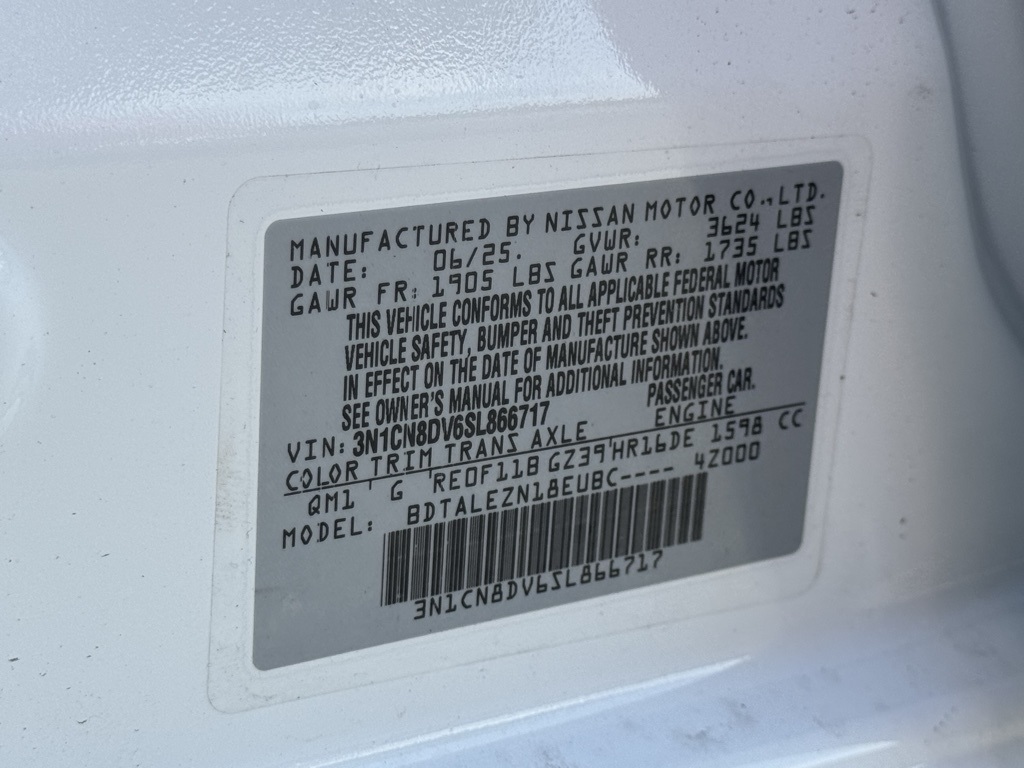 MANUFACTURED BY NISSAN MOTOR CO.,LTD.
DATE: 06/25. GVWR: 3624 LBS
GAWR FR: 1905 LBS GAWR RR: 1735 LBS
THIS VEHICLE CONFORMS TO ALL APPLICABLE FEDERAL MOTOR
VEHICLE SAFETY, BUMPER AND THEFT PREVENTION STANDARDS
IN EFFECT ON THE DATE OF MANUFACTURE SHOWN ABOVE.
SEE OWNER'S MANUAL FOR ADDITIONAL INFORMATION.
VIN: 3N1CN8DV6SL866717 PASSENGER CAR.
COLOR TRIM TRANS AXLE ENGINE
QM1 ' G 'RE0F11B GZ39'HR16DE 1598 CC
MODEL: BDTALEZN18EUBC---- 4Z000
3N1CN8DV6SL866717